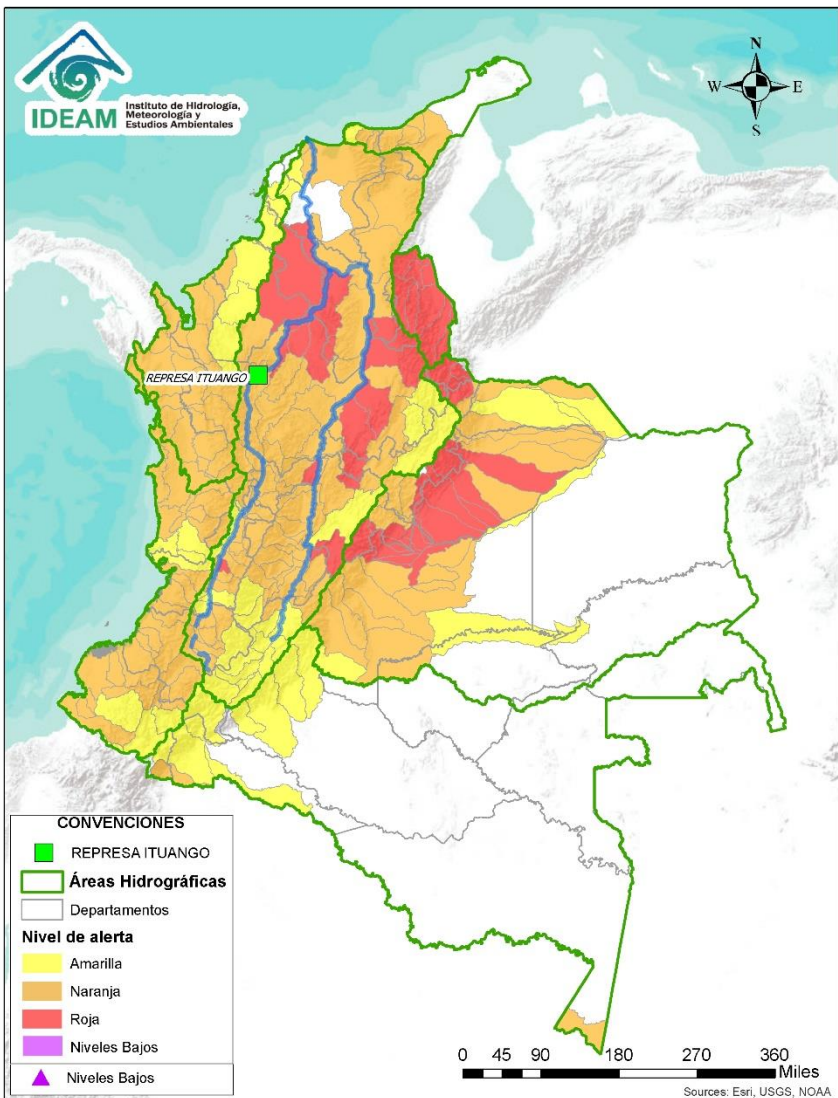 IDEAM
Instituto de Hidrología,
Meteorología y
Estudios Ambientales
N
W
E
S
REPRESA ITUANGO
CONVENCIONES
REPRESA ITUANGO
Áreas Hidrográficas
Departamentos
Nivel de alerta
Amarilla
Naranja
Roja
Niveles Bajos
Niveles Bajos
0 45 90 180 270 360
Miles
Sources: Esri, USGS, NOAA